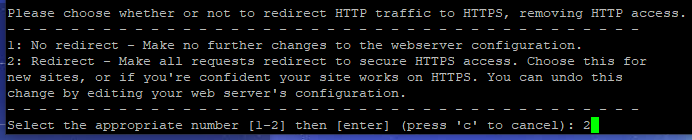 Please choose whether or not to redirect HTTP traffic to HTTPS, removing HTTP access.
- - - - - - - - - - - - - - - - - - - - - - - - - - - - - - - - - - - - - - - -
1: No redirect - Make no further changes to the webserver configuration.
2: Redirect - Make all requests redirect to secure HTTPS access. Choose this for
new sites, or if you're confident your site works on HTTPS. You can undo this
change by editing your web server's configuration.
- - - - - - - - - - - - - - - - - - - - - - - - - - - - - - - - - - - - - - - -
Select the appropriate number [1-2] then [enter] (press 'c' to cancel): 2